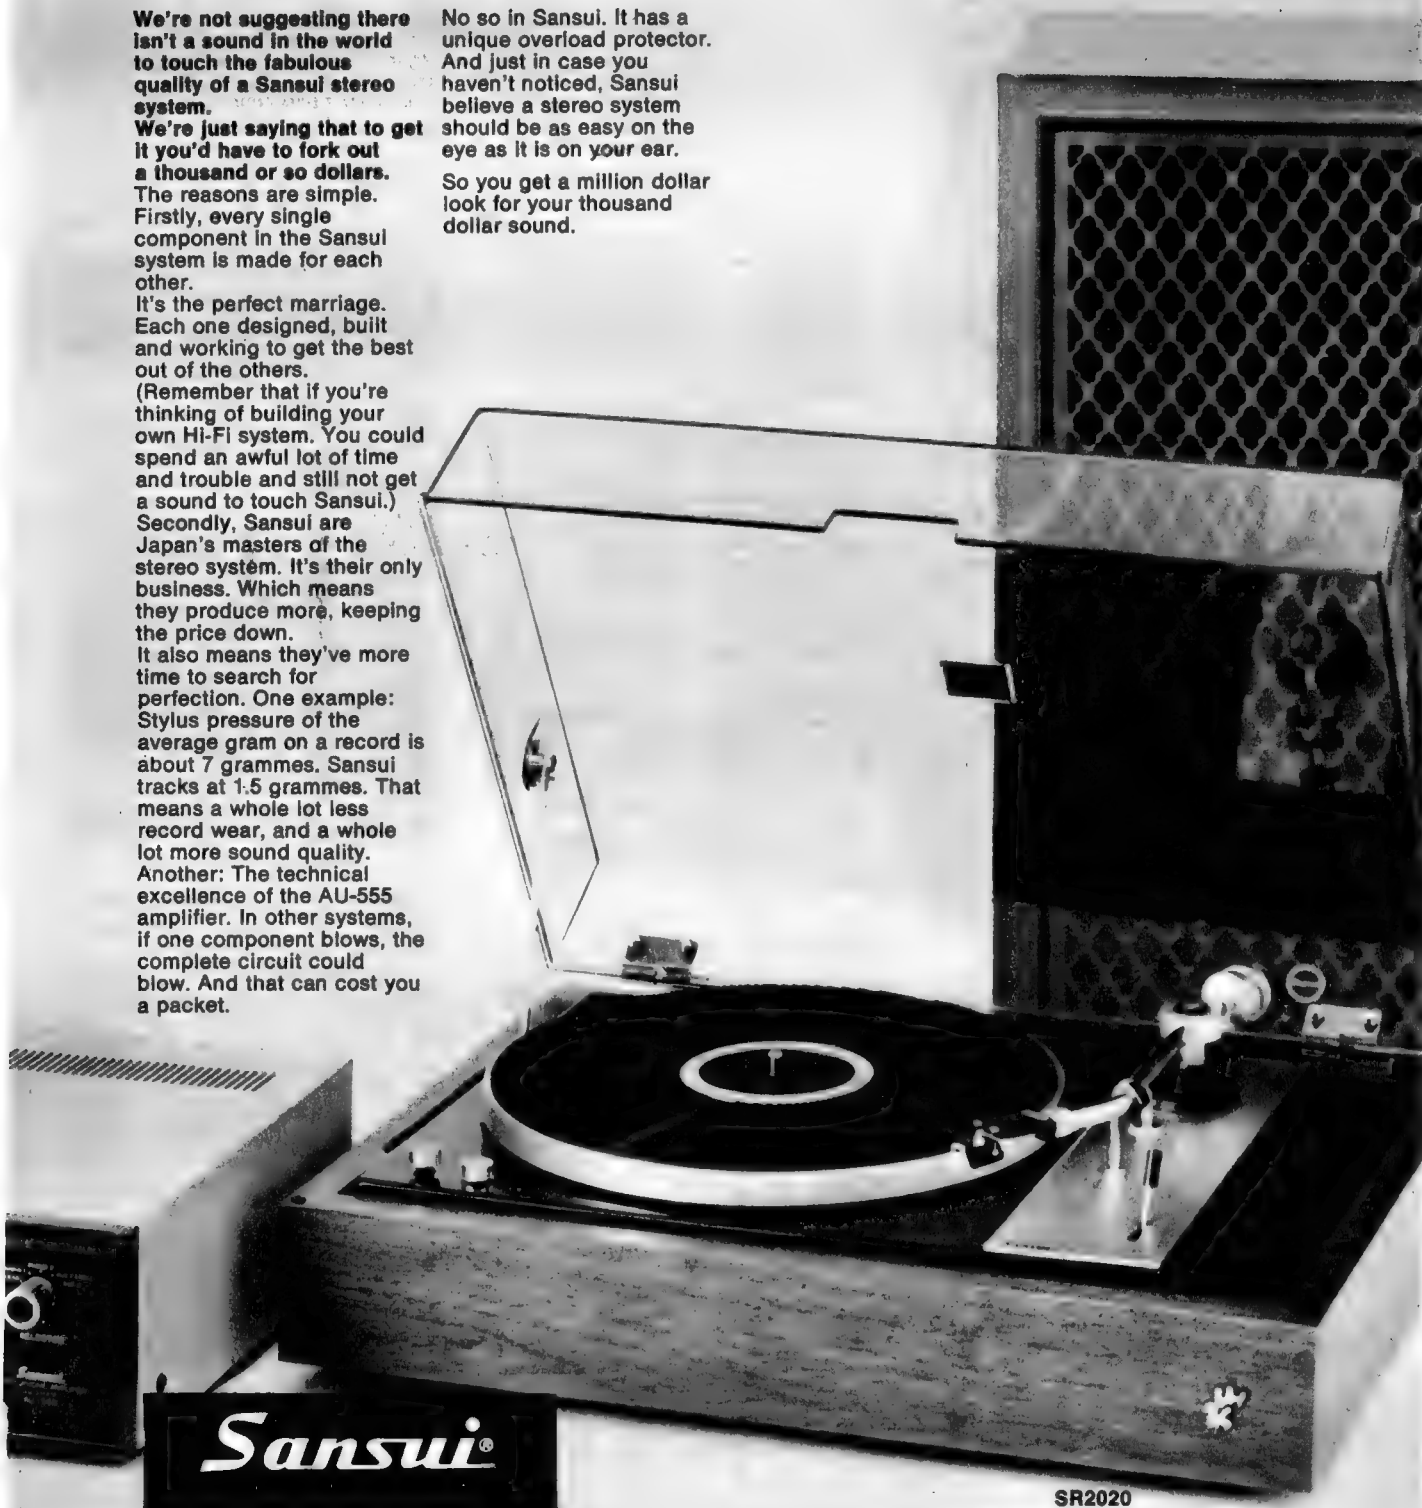 We're not suggesting there
isn't a sound in the world
to touch the fabulous
quality of a Sansui stereo
system.
We're just saying that to get
it you'd have to fork out
a thousand or so dollars.
The reasons are simple.
Firstly, every single
component in the Sansui
system is made for each
other.
It's the perfect marriage.
Each one designed, built
and working to get the best
out of the others.
(Remember that if you're
thinking of building your
own Hi-Fi system. You could
spend an awful lot of time
and trouble and still not get
a sound to touch Sansui.)
Secondly, Sansui are
Japan's masters of the
stereo system. It's their only
business. Which means
they produce more, keeping
the price down.
It also means they've more
time to search for
perfection. One example:
Stylus pressure of the
average gram on a record is
about 7 grammes. Sansui
tracks at 1.5 grammes. That
means a whole lot less
record wear, and a whole
lot more sound quality.
Another: The technical
excellence of the AU-555
amplifier. In other systems,
if one component blows, the
complete circuit could
blow. And that can cost you
a packet.
No so in Sansui. It has a
unique overload protector.
And just in case you
haven't noticed, Sansui
believe a stereo system
should be as easy on the
eye as it is on your ear.
So you get a million dollar
look for your thousand
dollar sound.
Sansui®
SR2020